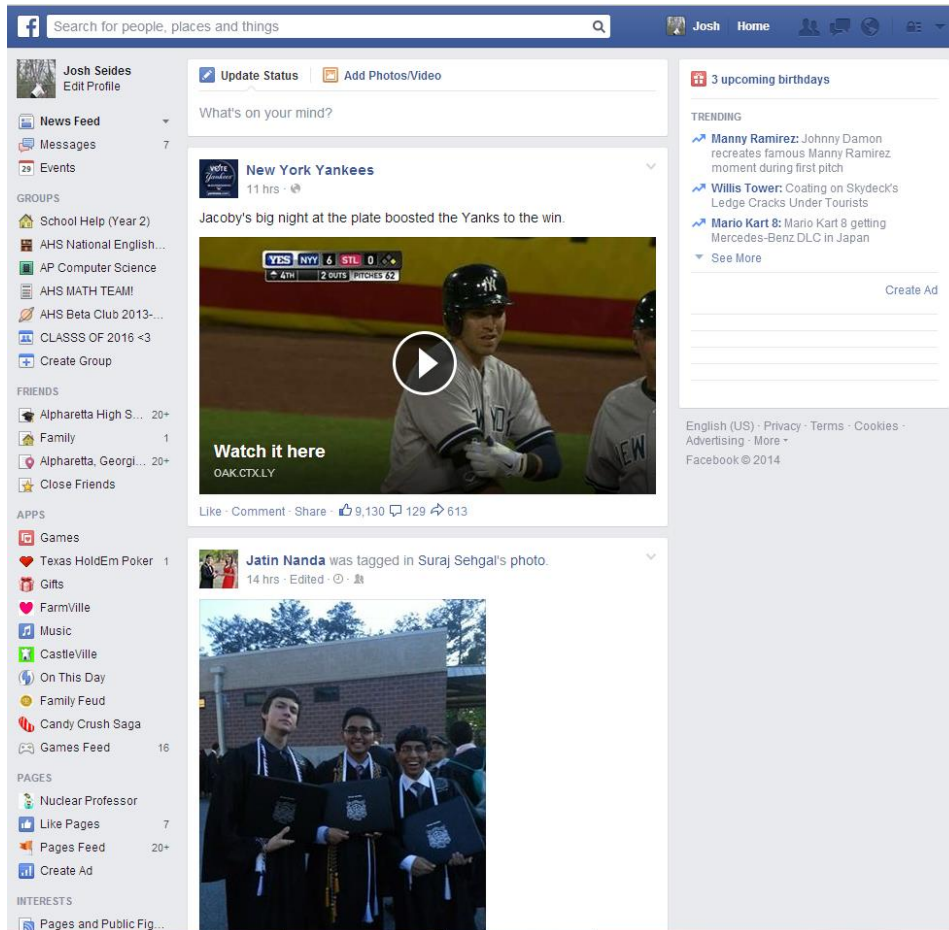 Search for people, places and things
Josh Home
Josh Seides
Edit Profile
News Feed
Messages 7
29 Events
GROUPS
School Help (Year 2)
AHS National English...
AP Computer Science
AHS MATH TEAM!
AHS Beta Club 2013-...
CLASSS OF 2016 <3
Create Group
FRIENDS
Alpharetta High S... 20+
Family 1
Alpharetta, Georgi... 20+
Close Friends
APPS
Games
Texas HoldEm Poker 1
Gifts
FarmVille
Music
CastleVille
On This Day
Family Feud
Candy Crush Saga
Games Feed 16
PAGES
Nuclear Professor
Like Pages 7
Pages Feed 20+
Create Ad
INTERESTS
Pages and Public Fig...
Update Status Add Photos/Video
What's on your mind?
VOTE
Yankees
New York Yankees
11 hrs ·
Jacoby's big night at the plate boosted the Yanks to the win.
YES NYY 6 STL 0
4TH 2 OUTS PITCHES 62
NEW
Watch it here
OAK.CTX.LY
Like · Comment · Share · 9,130 129 613
Jatin Nanda was tagged in Suraj Sehgal's photo.
14 hrs · Edited ·
3 upcoming birthdays
TRENDING
Manny Ramirez: Johnny Damon
recreates famous Manny Ramirez
moment during first pitch
Willis Tower: Coating on Skydeck's
Ledge Cracks Under Tourists
Mario Kart 8: Mario Kart 8 getting
Mercedes-Benz DLC in Japan
See More
Create Ad
English (US) · Privacy · Terms · Cookies ·
Advertising · More
Facebook © 2014